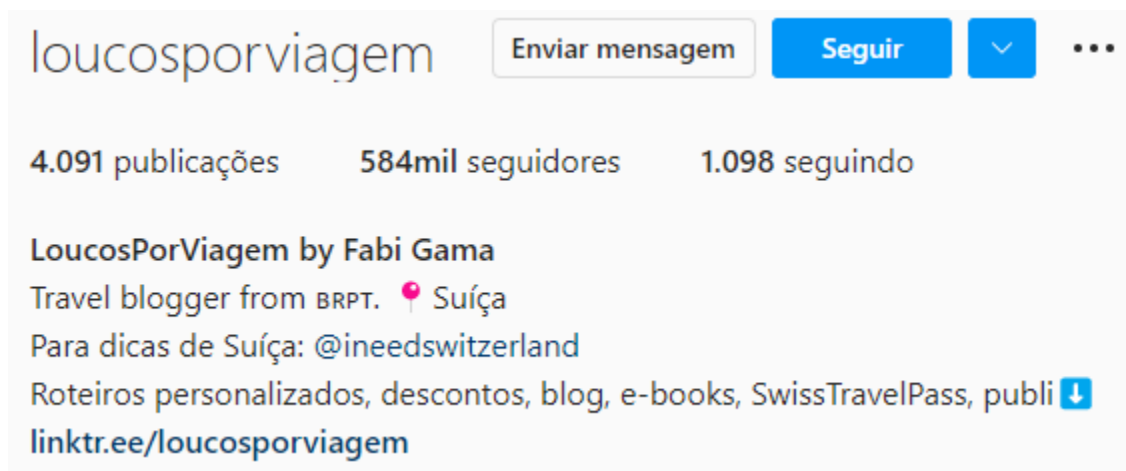 loucosporviagem Enviar mensagem Seguir
4.091 publicações 584mil seguidores 1.098 seguindo
LoucosPorViagem by Fabi Gama
Travel blogger from BRPT. 📍 Suíça
Para dicas de Suíça: @ineedswitzerland
Roteiros personalizados, descontos, blog, e-books, SwissTravelPass, publi⬇️
linktr.ee/loucosporviagem